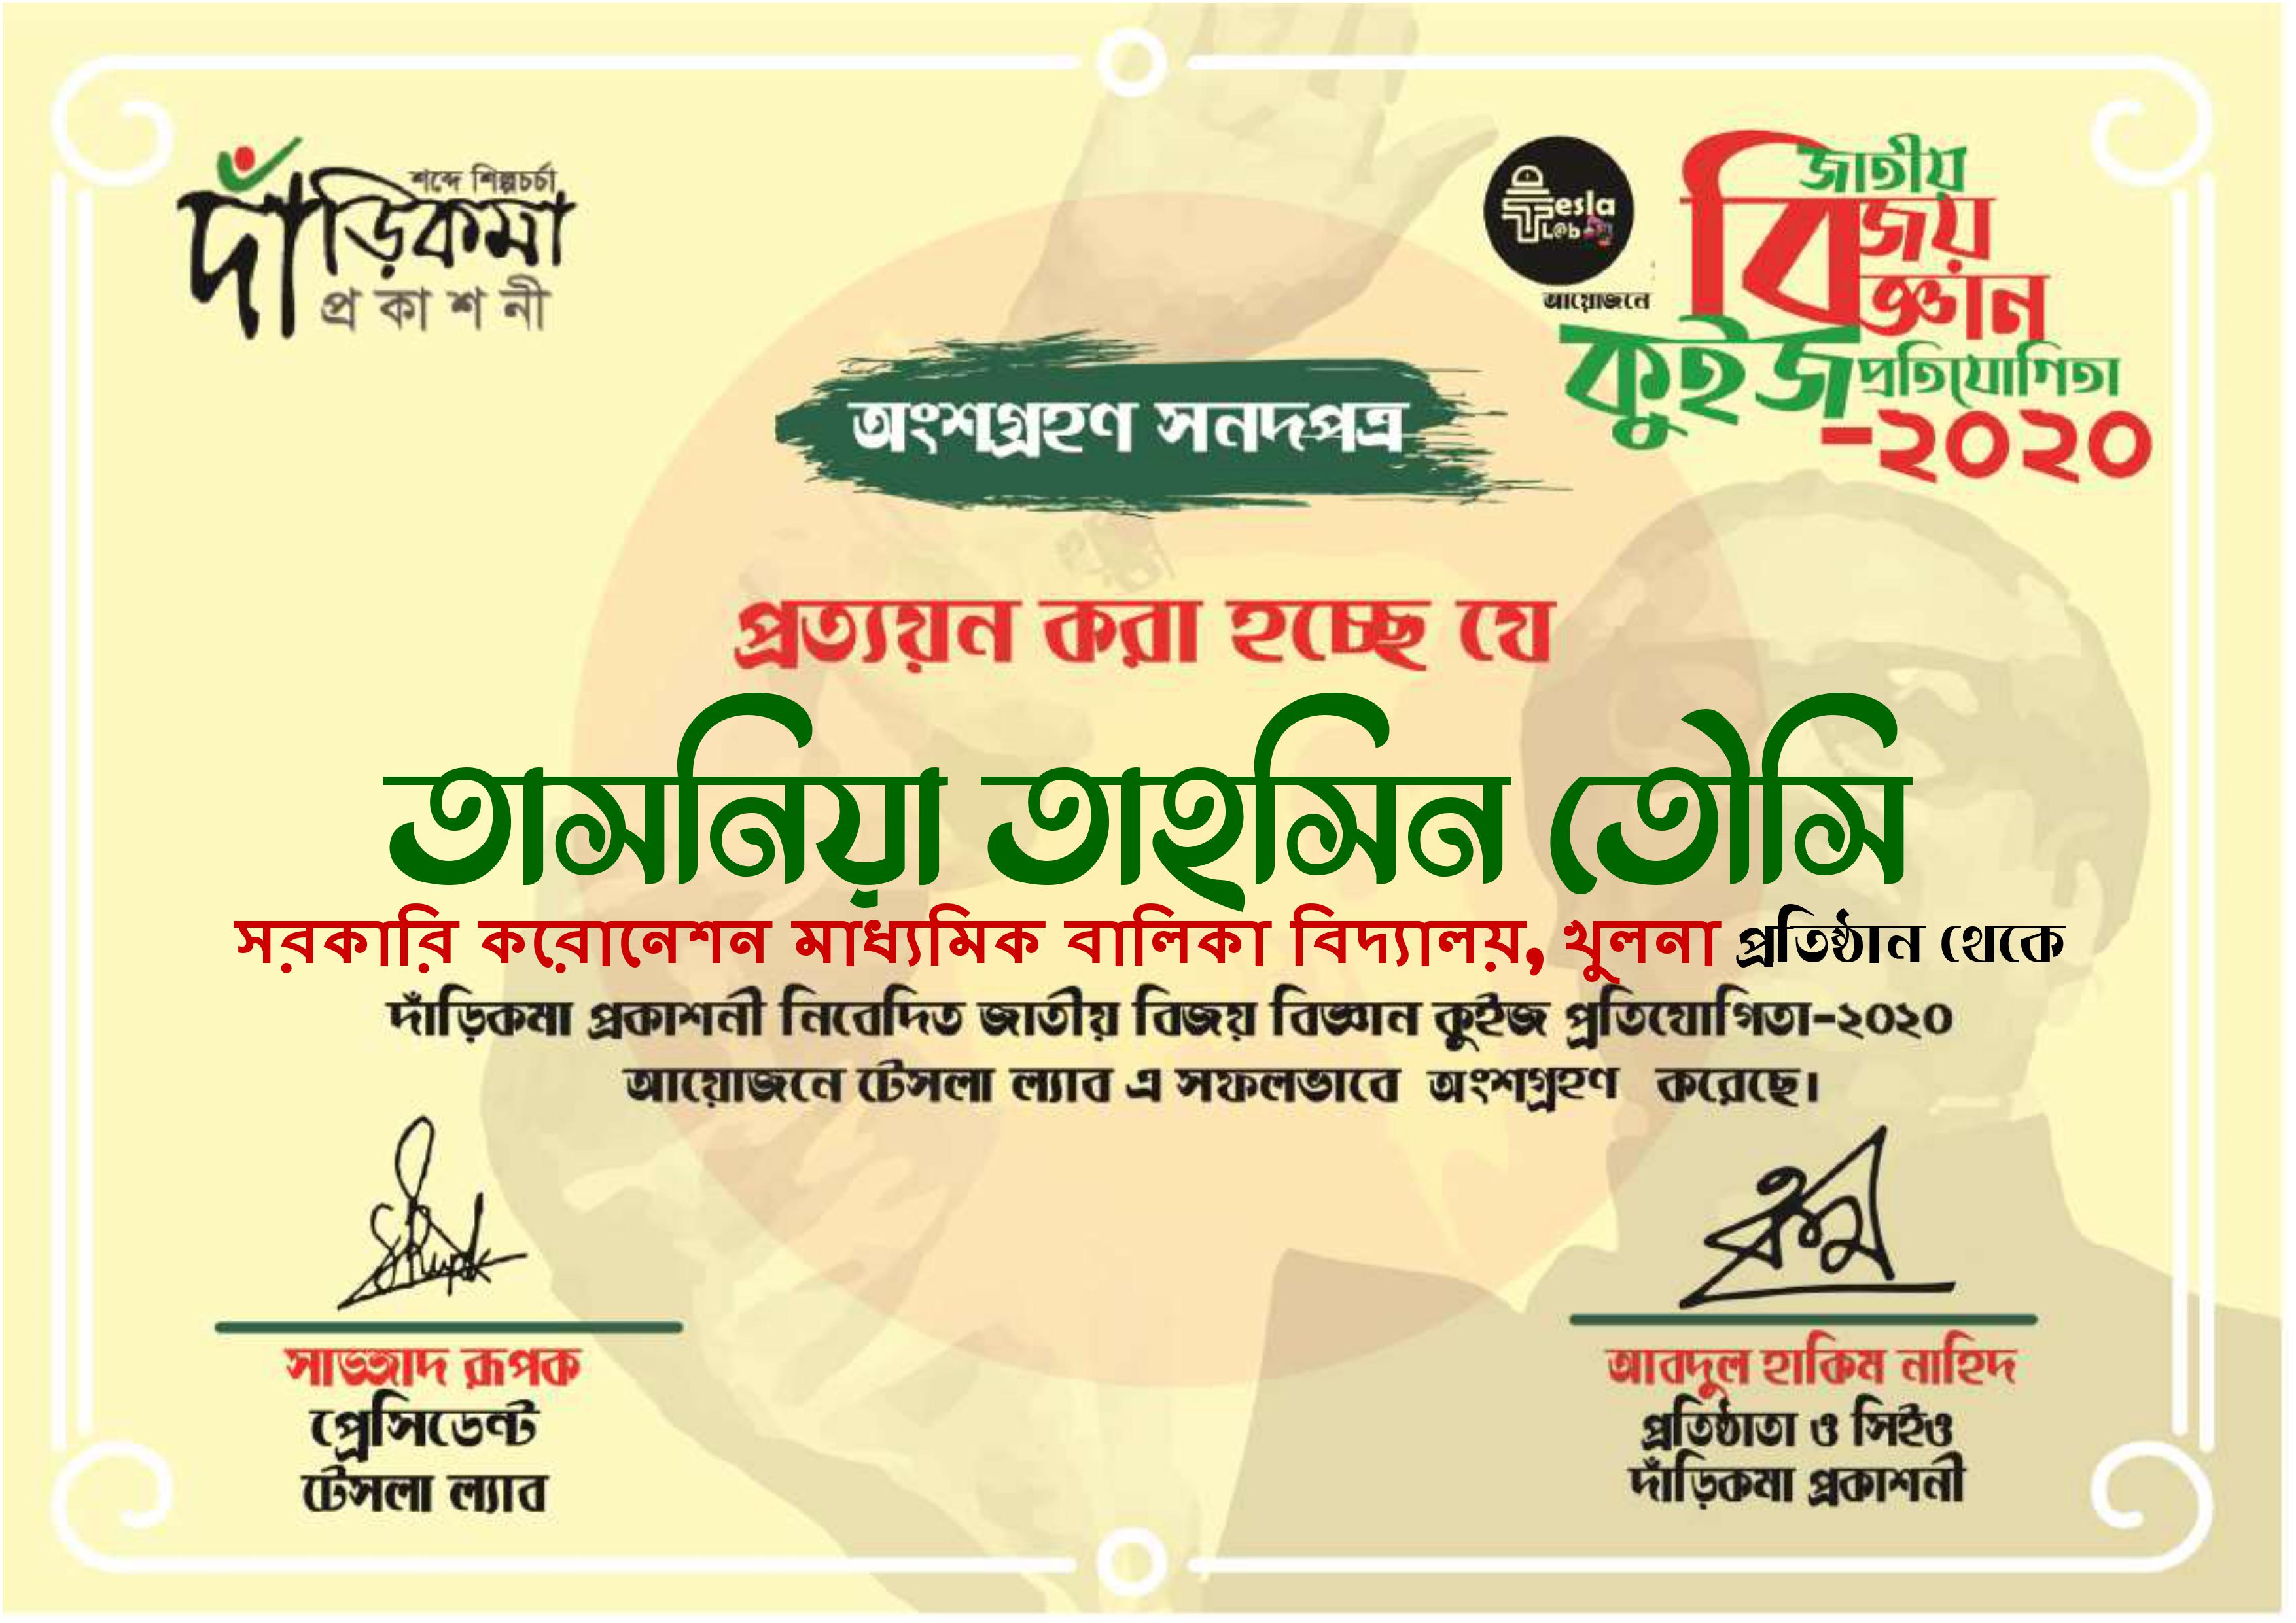 শব্দে শিল্পচর্চা
দাঁড়িকমা
প্রকাশনী
Tesla
L@b
আয়োজনে
জাতীয়
বিজয়
বিজ্ঞান
কুইজ প্রতিযোগিতা
-২০২০
অংশগ্রহণ সনদপত্র
প্রত্যয়ন করা হচ্ছে যে
তাসনিয়া তাহসিন তৌসি
সরকারি করোনেশন মাধ্যমিক বালিকা বিদ্যালয়, খুলনা প্রতিষ্ঠান থেকে
দাঁড়িকমা প্রকাশনী নিবেদিত জাতীয় বিজয় বিজ্ঞান কুইজ প্রতিযোগিতা-২০২০
আয়োজনে টেসলা ল্যাব এ সফলভাবে অংশগ্রহণ করেছে।
সাজ্জাদ রূপক
প্রেসিডেন্ট
টেসলা ল্যাব
আবদুল হাকিম নাহিদ
প্রতিষ্ঠাতা ও সিইও
দাঁড়িকমা প্রকাশনী